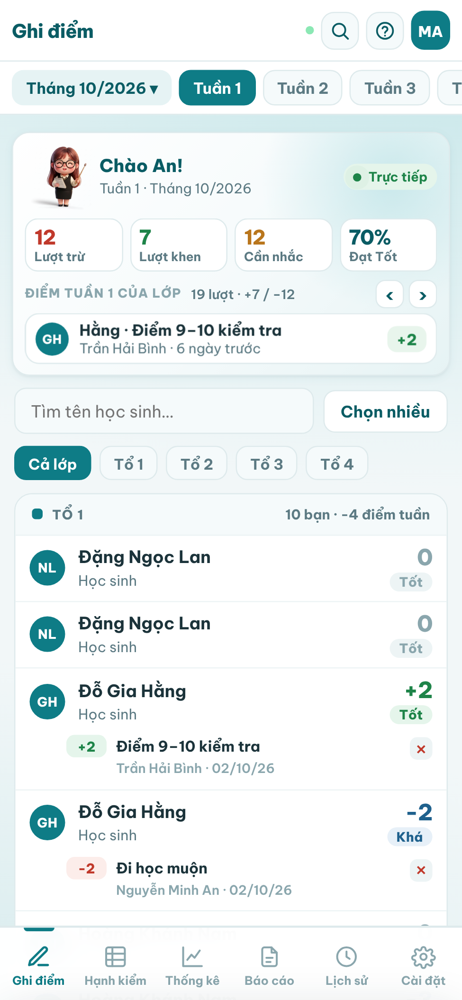 Ghi điểm
MA
Tháng 10/2026 ▾
Tuần 1
Tuần 2
Tuần 3
T
Chào An!
Tuần 1 · Tháng 10/2026
Trực tiếp
12
Lượt trừ
7
Lượt khen
12
Cần nhắc
70%
Đạt Tốt
ĐIỂM TUẦN 1 CỦA LỚP
19 lượt · +7 / −12
‹ ›
GH
Hằng · Điểm 9–10 kiểm tra
Trần Hải Bình · 6 ngày trước
+2
Tìm tên học sinh...
Chọn nhiều
Cả lớp
Tổ 1
Tổ 2
Tổ 3
Tổ 4
TỔ 1
10 bạn · −4 điểm tuần
NL
Đặng Ngọc Lan
Học sinh
0
Tốt
NL
Đặng Ngọc Lan
Học sinh
0
Tốt
GH
Đỗ Gia Hằng
Học sinh
+2
Tốt
+2
Điểm 9–10 kiểm tra
Trần Hải Bình · 02/10/26
×
GH
Đỗ Gia Hằng
Học sinh
−2
Khá
−2
Đi học muộn
Nguyễn Minh An · 02/10/26
×
Hoàng Khánh Nam
Ghi điểm
Hạnh kiểm
Thống kê
Báo cáo
Lịch sử
Cài đặt